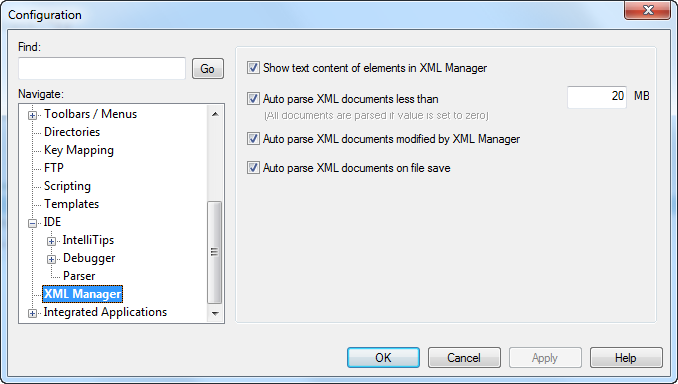 Configuration
Find:
Go
Navigate:
Toolbars / Menus
Directories
Key Mapping
FTP
Scripting
Templates
IDE
IntelliTips
Debugger
Parser
XML Manager
Integrated Applications
Show text content of elements in XML Manager
Auto parse XML documents less than 20 MB
(All documents are parsed if value is set to zero)
Auto parse XML documents modified by XML Manager
Auto parse XML documents on file save
OK Cancel Apply Help